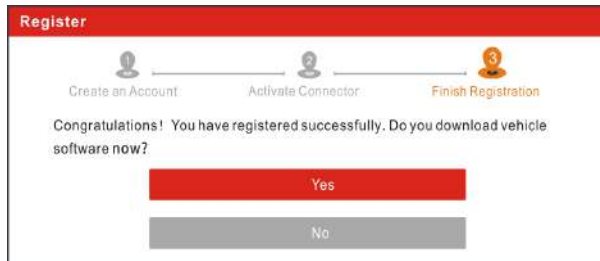 Register
1
2
3
Create an Account
Activate Connector
Finish Registration
Congratulations! You have registered successfully. Do you download vehicle
software now?
Yes
No